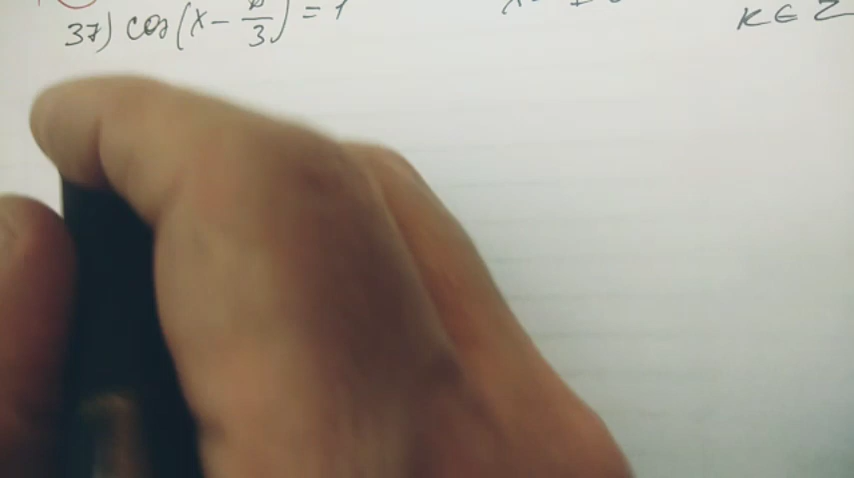 37) cos(x - π/3) = 1
k ∈ Z